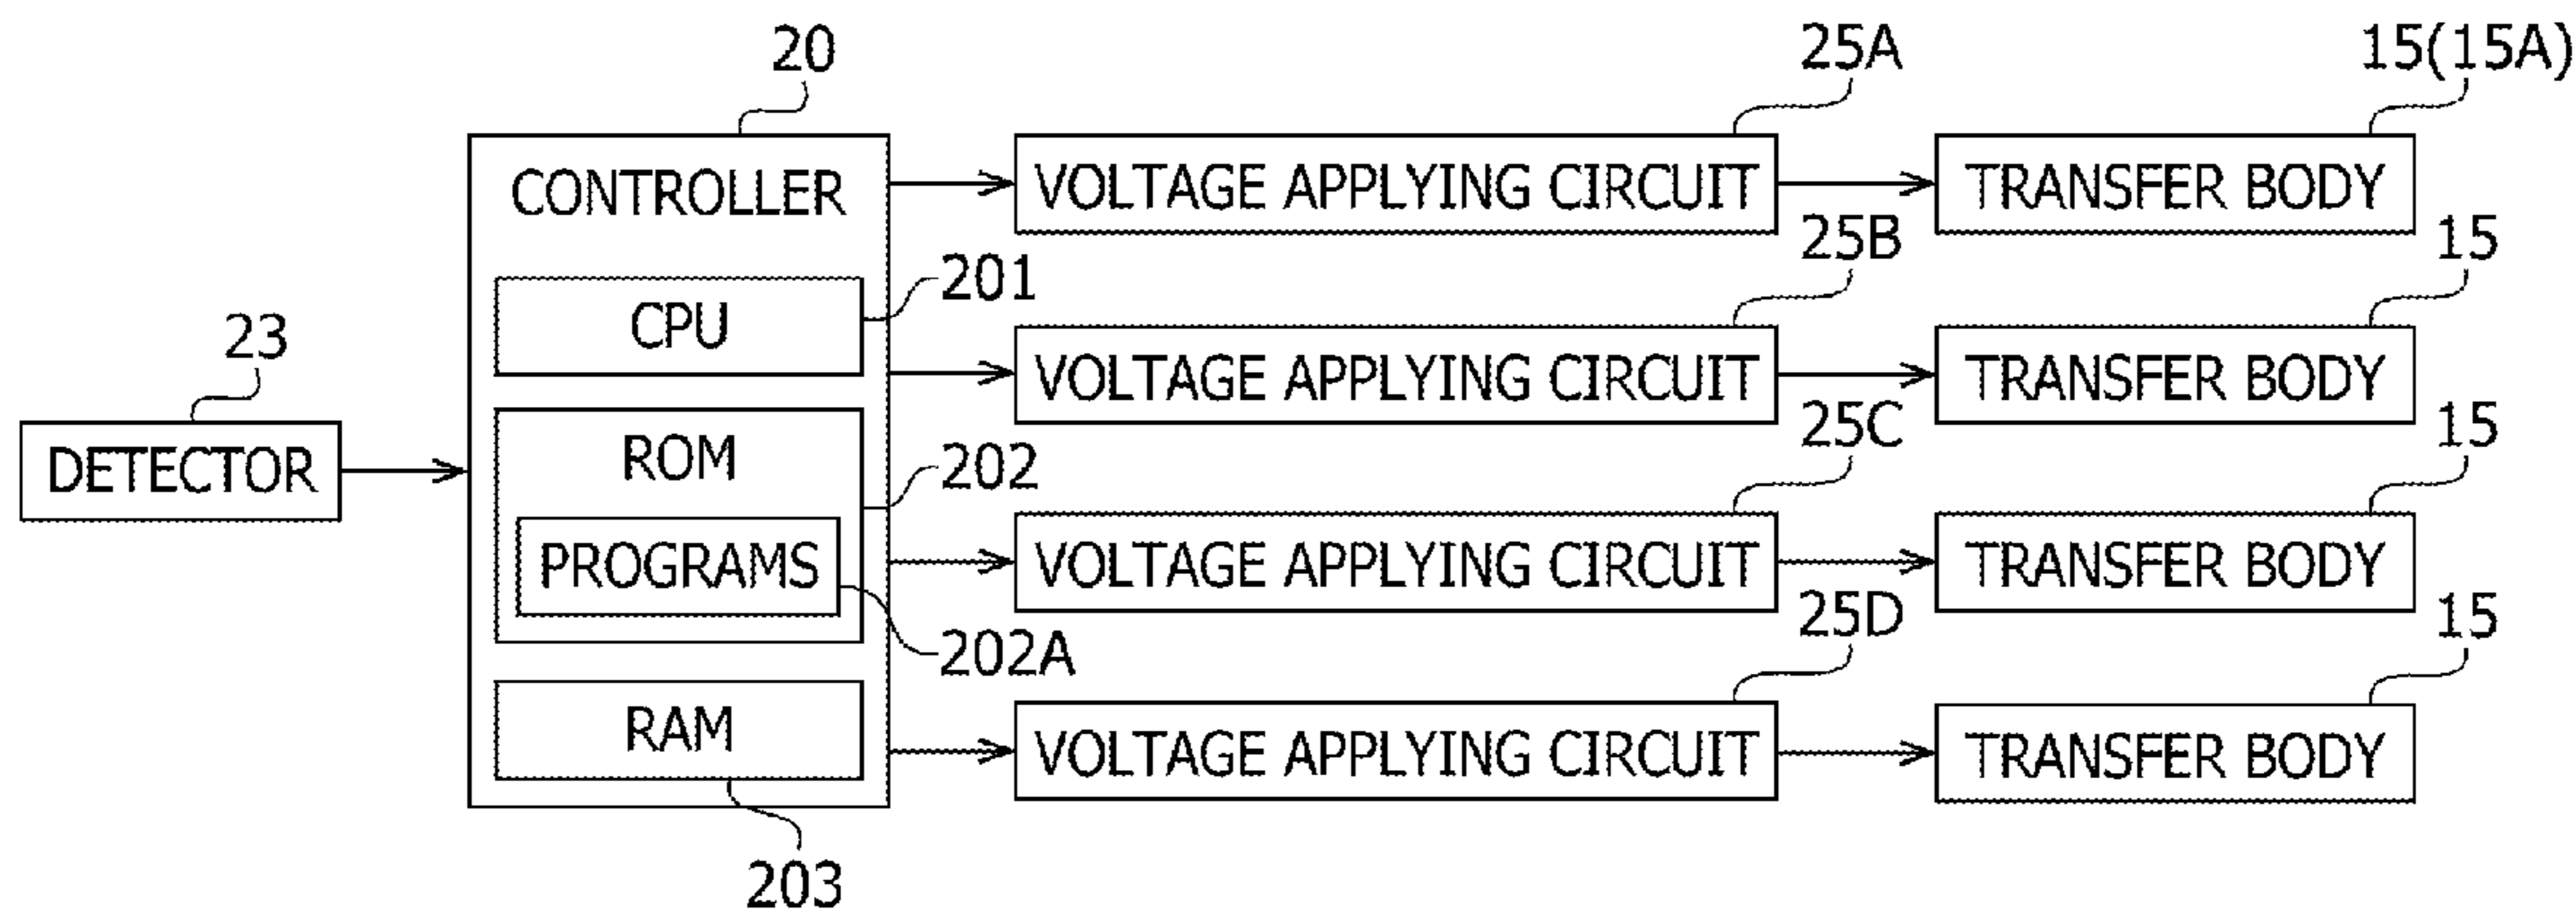 20
25A
15(15A)
CONTROLLER
VOLTAGE APPLYING CIRCUIT
TRANSFER BODY
25B
15
201
CPU
VOLTAGE APPLYING CIRCUIT
TRANSFER BODY
23
25C
15
DETECTOR
ROM
202
PROGRAMS
VOLTAGE APPLYING CIRCUIT
TRANSFER BODY
25D
15
202A
RAM
VOLTAGE APPLYING CIRCUIT
TRANSFER BODY
203